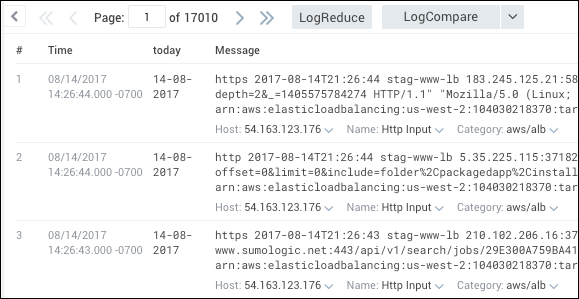 Page: 1 of 17010 LogReduce LogCompare
# Time today Message
1 08/14/2017 14-08- https 2017-08-14T21:26:44 stag-www-lb 183.245.125.21:58
14:26:44.000 -0700 2017 depth=2&_=1405575784274 HTTP/1.1" "Mozilla/5.0 (Linux;
arn:aws:elasticloadbalancing:us-west-2:104030218370:tar
Host: 54.163.123.176 Name: Http Input Category: aws/alb
2 08/14/2017 14-08- http 2017-08-14T21:26:44 stag-www-lb 5.35.225.115:37182
14:26:44.000 -0700 2017 offset=0&limit=0&include=folder%2Cpackagedapp%2Cinstall
arn:aws:elasticloadbalancing:us-west-2:104030218370:tar
Host: 54.163.123.176 Name: Http Input Category: aws/alb
3 08/14/2017 14-08- https 2017-08-14T21:26:43 stag-www-lb 210.102.206.16:37
14:26:43.000 -0700 2017 www.sumologic.net:443/api/v1/search/jobs/29E300A759BA41
arn:aws:elasticloadbalancing:us-west-2:104030218370:tar
Host: 54.163.123.176 Name: Http Input Category: aws/alb